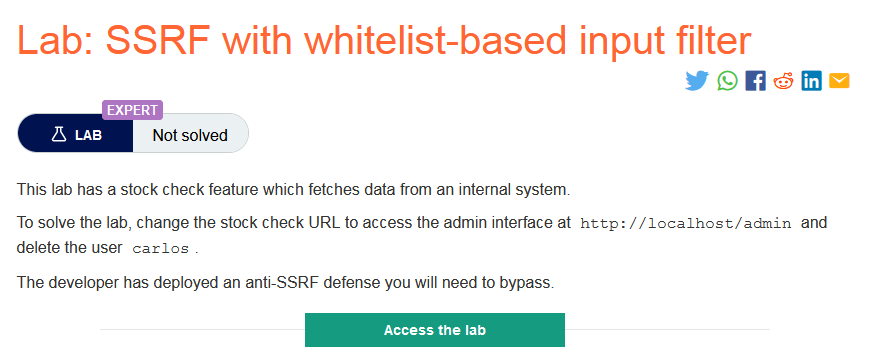 Lab: SSRF with whitelist-based input filter
EXPERT
LAB
Not solved
This lab has a stock check feature which fetches data from an internal system.
To solve the lab, change the stock check URL to access the admin interface at http://localhost/admin and
delete the user carlos .
The developer has deployed an anti-SSRF defense you will need to bypass.
Access the lab